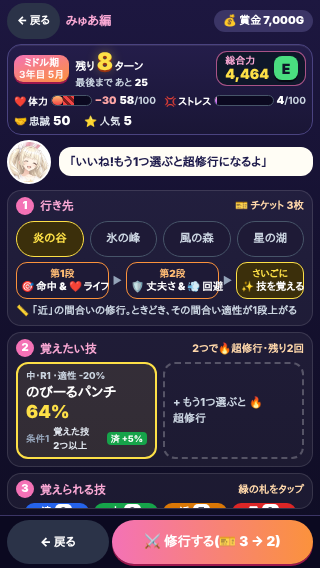 ← 戻る
みゅあ編
💰 賞金 7,000G
ミドル期
3年目 5月
残り8ターン
最後まで あと 25
総合力
4,464 E
❤️ 体力 −30 58/100
💢 ストレス 4/100
🤝 忠誠 50 ⭐ 人気 5
「いいね!もう1つ選ぶと超修行になるよ」
1 行き先
🎫 チケット 3枚
炎の谷
氷の峰
風の森
星の湖
第1段
🎯 命中 & ❤️ ライフ
▶
第2段
🛡️ 丈夫さ & 💨 回避
▶
さいごに
✨ 技を覚える
📏 「近」の間合いの修行。ときどき、その間合い適性が1段上がる
2 覚えたい技
2つで🔥超修行・残り2回
中・R1・適性 -20%
のびーるパンチ
64%
条件1 覚えた技 2つ以上 済 +5%
+ もう1つ選ぶと 🔥
超修行
3 覚えられる技
緑の札をタップ
← 戻る
⚔️ 修行する(🎫 3 → 2)